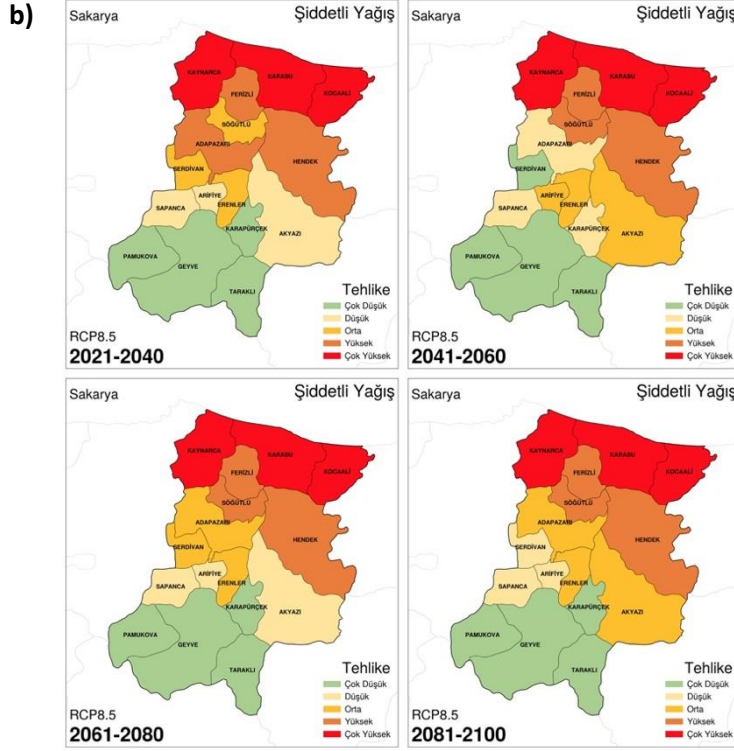 b)
Sakarya
Şiddetli Yağış
KAYNARCA
KARASU
KOCAALİ
FERİZLİ
SÖĞÜTLÜ
ADAPAZARI
HENDEK
SERDİVAN
ARİFİYE
SAPANCA
ERENLER
KARAPÜRÇEK
AKYAZI
PAMUKOVA
GEYVE
TARAKLI
Tehlike
Çok Düşük
Düşük
Orta
Yüksek
Çok Yüksek
RCP8.5
2021-2040
Sakarya
Şiddetli Yağış
KAYNARCA
KARASU
KOCAALİ
FERİZLİ
SÖĞÜTLÜ
ADAPAZARI
HENDEK
SERDİVAN
ARİFİYE
SAPANCA
ERENLER
KARAPÜRÇEK
AKYAZI
PAMUKOVA
GEYVE
TARAKLI
Tehlike
Çok Düşük
Düşük
Orta
Yüksek
Çok Yüksek
RCP8.5
2041-2060
Sakarya
Şiddetli Yağış
KAYNARCA
KARASU
KOCAALİ
FERİZLİ
SÖĞÜTLÜ
ADAPAZARI
HENDEK
SERDİVAN
ARİFİYE
SAPANCA
ERENLER
KARAPÜRÇEK
AKYAZI
PAMUKOVA
GEYVE
TARAKLI
Tehlike
Çok Düşük
Düşük
Orta
Yüksek
Çok Yüksek
RCP8.5
2061-2080
Sakarya
Şiddetli Yağış
KAYNARCA
KARASU
KOCAALİ
FERİZLİ
SÖĞÜTLÜ
ADAPAZARI
HENDEK
SERDİVAN
ARİFİYE
SAPANCA
ERENLER
KARAPÜRÇEK
AKYAZI
PAMUKOVA
GEYVE
TARAKLI
Tehlike
Çok Düşük
Düşük
Orta
Yüksek
Çok Yüksek
RCP8.5
2081-2100